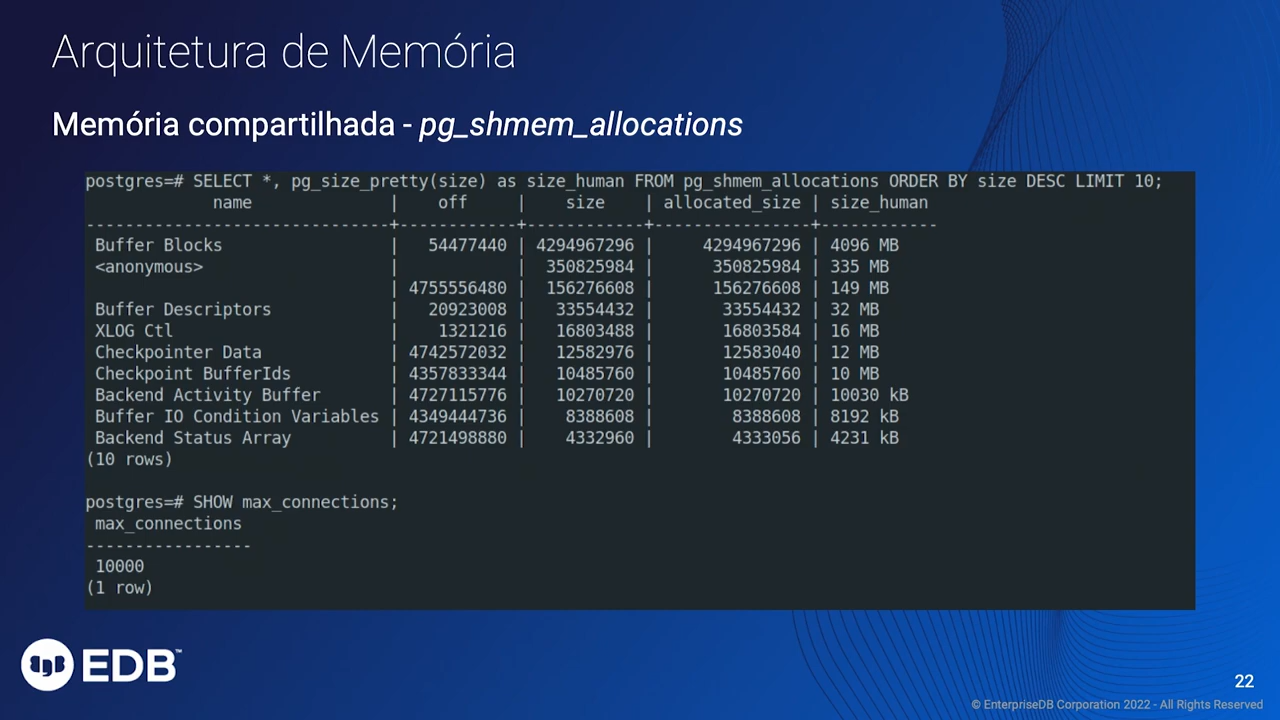 Arquitetura de Memória
Memória compartilhada - pg_shmem_allocations
postgres=# SELECT *, pg_size_pretty(size) as size_human FROM pg_shmem_allocations ORDER BY size DESC LIMIT 10;
name | off | size | allocated_size | size_human
-------------------------------+------------+------------+----------------+------------
Buffer Blocks | 54477440 | 4294967296 | 4294967296 | 4096 MB
<anonymous> | | 350825984 | 350825984 | 335 MB
| 4755556480 | 156276608 | 156276608 | 149 MB
Buffer Descriptors | 20923008 | 33554432 | 33554432 | 32 MB
XLOG Ctl | 1321216 | 16803488 | 16803584 | 16 MB
Checkpointer Data | 4742572032 | 12582976 | 12583040 | 12 MB
Checkpoint BufferIds | 4357833344 | 10485760 | 10485760 | 10 MB
Backend Activity Buffer | 4727115776 | 10270720 | 10270720 | 10030 kB
Buffer IO Condition Variables | 4349444736 | 8388608 | 8388608 | 8192 kB
Backend Status Array | 4721498880 | 4332960 | 4333056 | 4231 kB
(10 rows)
postgres=# SHOW max_connections;
max_connections
-----------------
10000
(1 row)
EDB™
22
© EnterpriseDB Corporation 2022 - All Rights Reserved